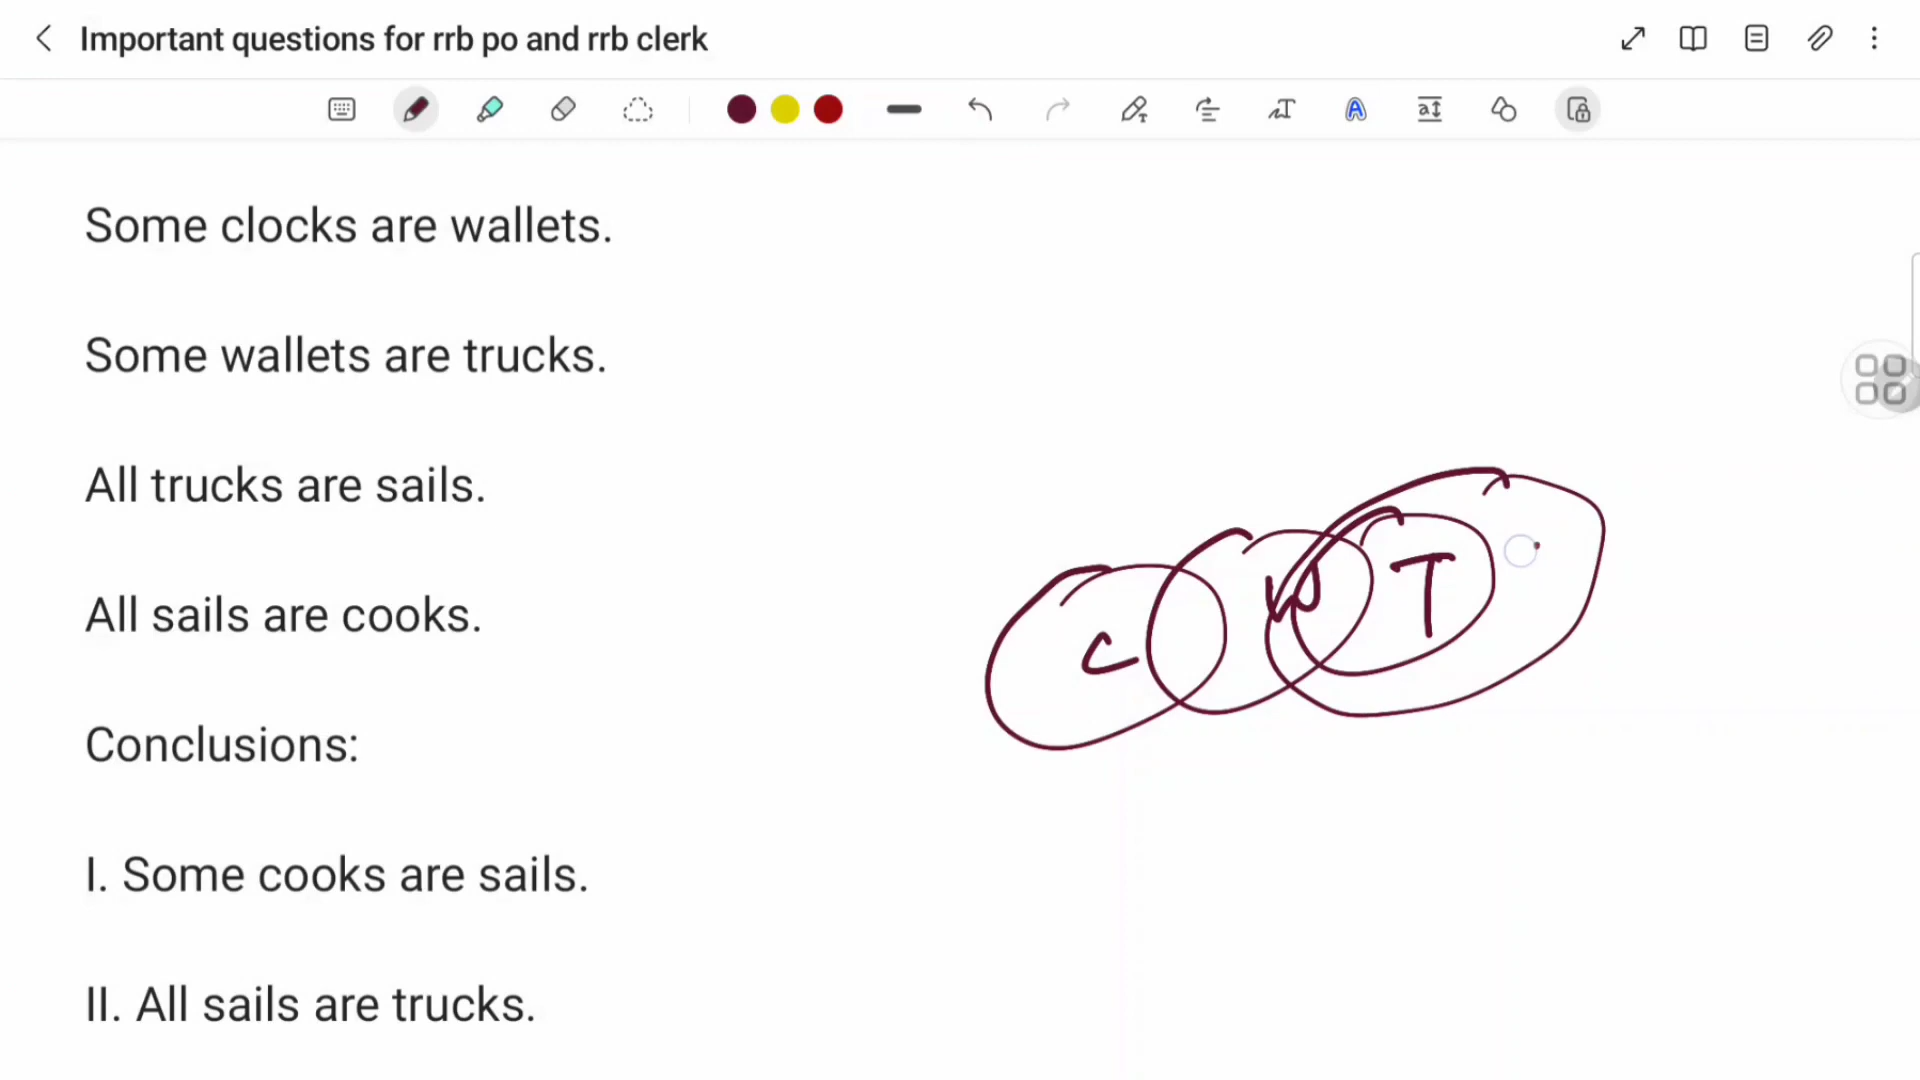 Important questions for rrb po and rrb clerk
Some clocks are wallets.
Some wallets are trucks.
All trucks are sails.
All sails are cooks.
Conclusions:
I. Some cooks are sails.
II. All sails are trucks.
C W T